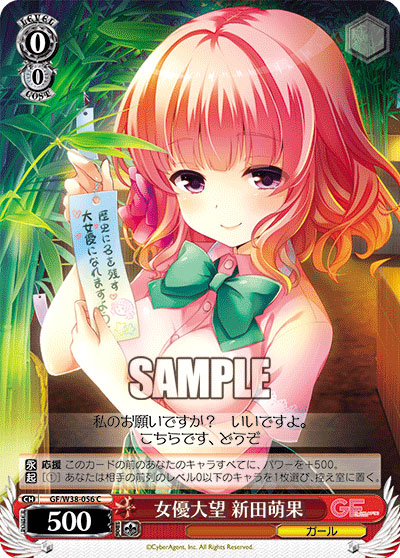 LEVEL
0
0
COST
歴史に名を残す
大女優になれますよう
SAMPLE
私のお願いですか?　いいですよ。
こちらです、どうぞ
永 応援 このカードの前のあなたのキャラすべてに、パワーを+500。
起 あなたは相手の前列のレベル0以下のキャラを1枚選び、控え室に置く。
CH GF/W38-056 C
500
女優大望 新田萌果
GF
ガール
©CyberAgent, Inc. All Rights Reserved.